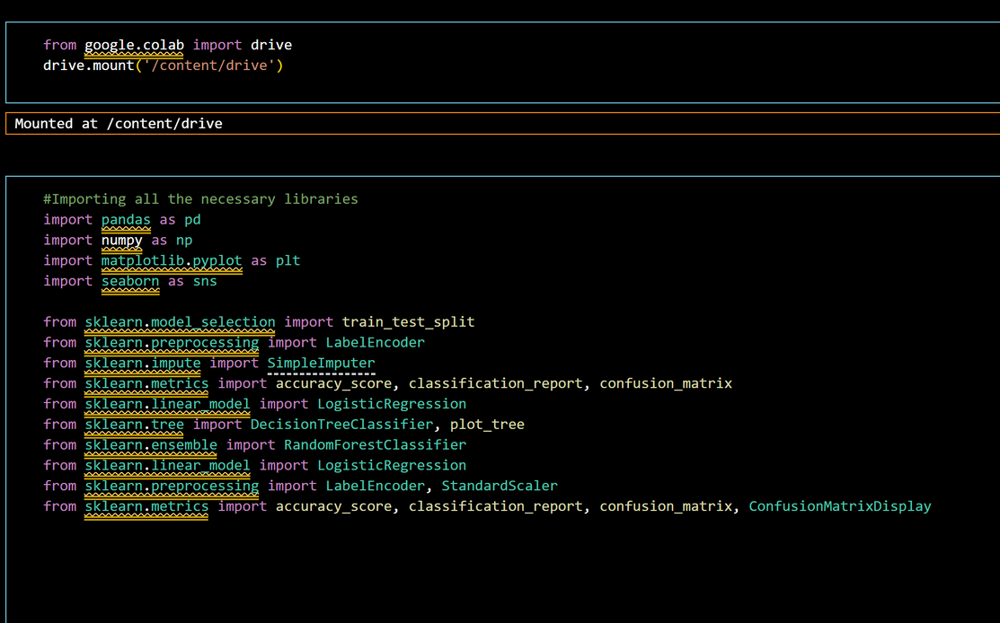 from google.colab import drive
drive.mount('/content/drive')
Mounted at /content/drive
#Importing all the necessary libraries
import pandas as pd
import numpy as np
import matplotlib.pyplot as plt
import seaborn as sns
from sklearn.model_selection import train_test_split
from sklearn.preprocessing import LabelEncoder
from sklearn.impute import SimpleImputer
from sklearn.metrics import accuracy_score, classification_report, confusion_matrix
from sklearn.linear_model import LogisticRegression
from sklearn.tree import DecisionTreeClassifier, plot_tree
from sklearn.ensemble import RandomForestClassifier
from sklearn.linear_model import LogisticRegression
from sklearn.preprocessing import LabelEncoder, StandardScaler
from sklearn.metrics import accuracy_score, classification_report, confusion_matrix, ConfusionMatrixDisplay